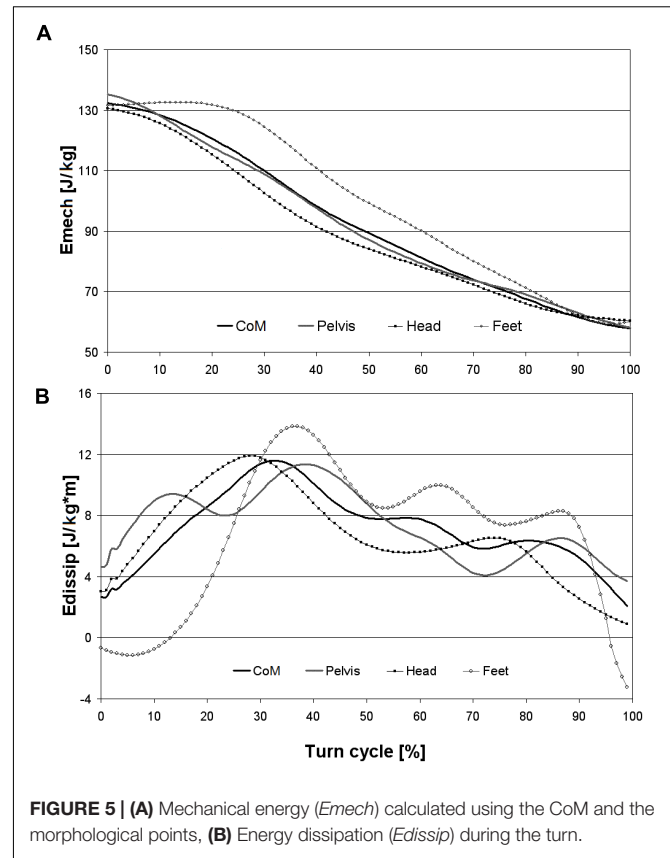 A
150
130
110
90
70
50
Emech [J/kg]
CoM Pelvis Head Feet
0 10 20 30 40 50 60 70 80 90 100
B
16
12
8
4
0
-4
Edissip [J/kg*m]
CoM Pelvis Head Feet
0 10 20 30 40 50 60 70 80 90 100
Turn cycle [%]
FIGURE 5 | (A) Mechanical energy (Emech) calculated using the CoM and the
morphological points, (B) Energy dissipation (Edissip) during the turn.